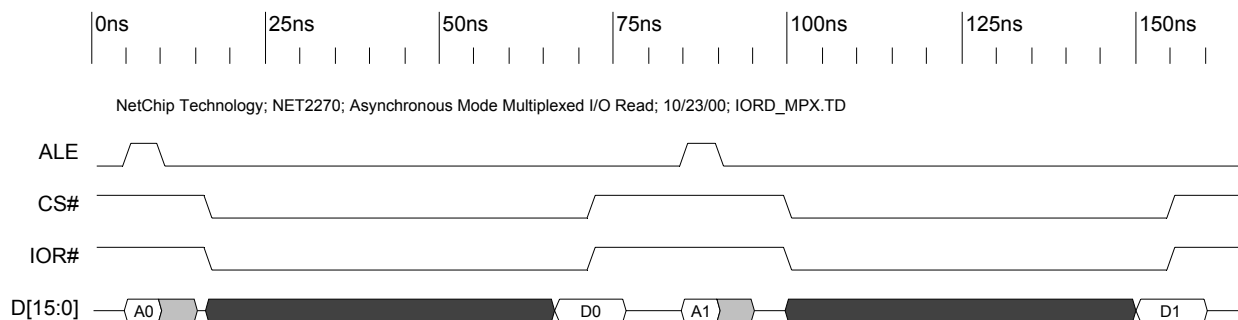 0ns 25ns 50ns 75ns 100ns 125ns 150ns
NetChip Technology; NET2270; Asynchronous Mode Multiplexed I/O Read; 10/23/00; IORD_MPX.TD
ALE
CS#
IOR#
D[15:0] A0 D0 A1 D1